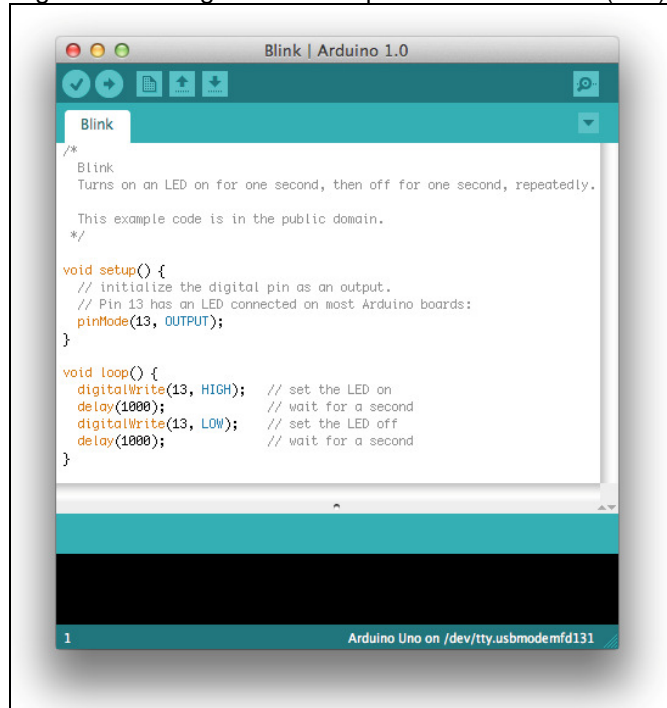 Blink | Arduino 1.0
Blink
/*
  Blink
  Turns on an LED on for one second, then off for one second, repeatedly.

  This example code is in the public domain.
 */

void setup() {
  // initialize the digital pin as an output.
  // Pin 13 has an LED connected on most Arduino boards:
  pinMode(13, OUTPUT);
}

void loop() {
  digitalWrite(13, HIGH);   // set the LED on
  delay(1000);              // wait for a second
  digitalWrite(13, LOW);    // set the LED off
  delay(1000);              // wait for a second
}
1
Arduino Uno on /dev/tty.usbmodemfd131